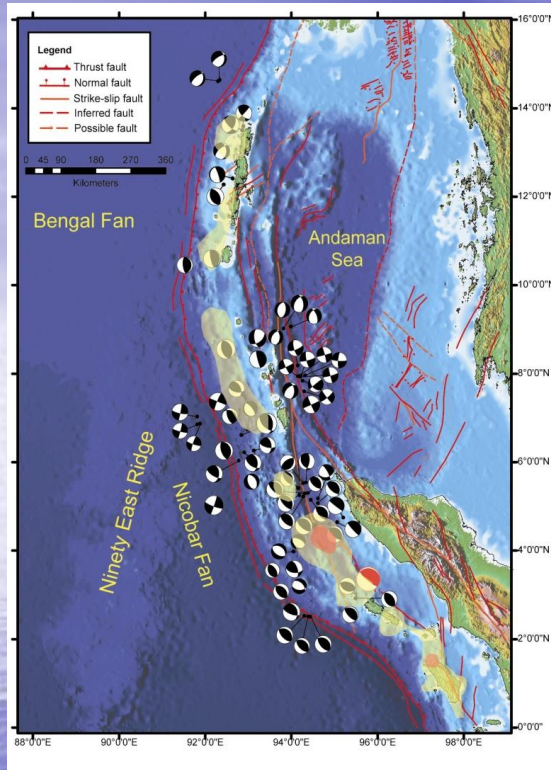 Legend
Thrust fault
Normal fault
Strike-slip fault
Inferred fault
Possible fault
0 45 90 180 270 360
Kilometers
Bengal Fan
Andaman
Sea
Ninety East Ridge
Nicobar Fan
16°0'0"N
14°0'0"N
12°0'0"N
10°0'0"N
8°0'0"N
6°0'0"N
4°0'0"N
2°0'0"N
0°0'0"N
88°0'0"E
90°0'0"E
92°0'0"E
94°0'0"E
96°0'0"E
98°0'0"E